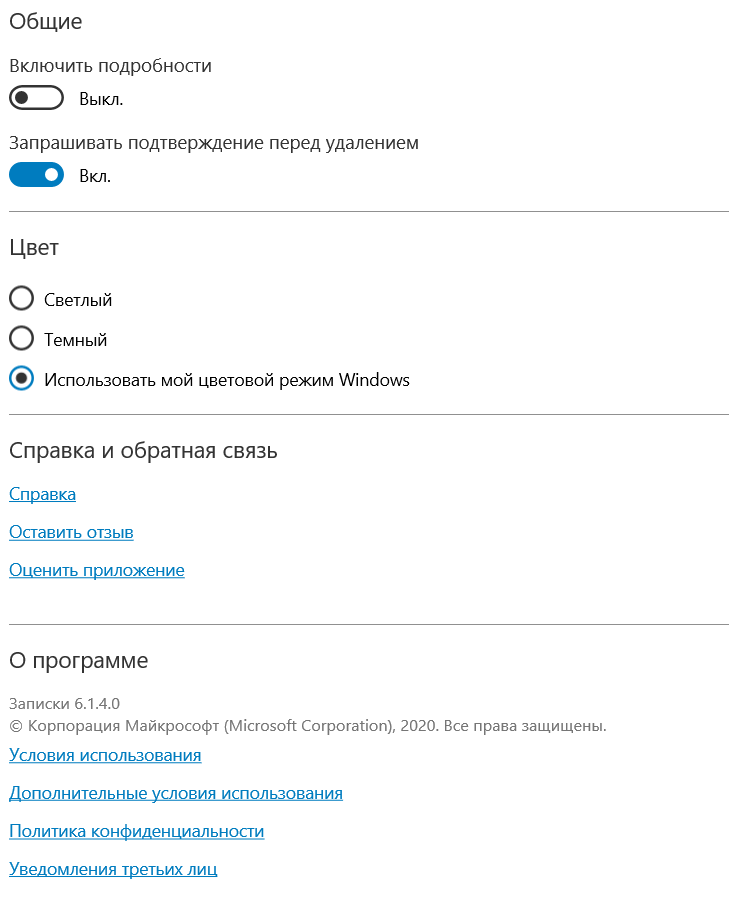 Общие
Включить подробности
Выкл.
Запрашивать подтверждение перед удалением
Вкл.
Цвет
Светлый
Темный
Использовать мой цветовой режим Windows
Справка и обратная связь
Справка
Оставить отзыв
Оценить приложение
О программе
Записки 6.1.4.0
© Корпорация Майкрософт (Microsoft Corporation), 2020. Все права защищены.
Условия использования
Дополнительные условия использования
Политика конфиденциальности
Уведомления третьих лиц